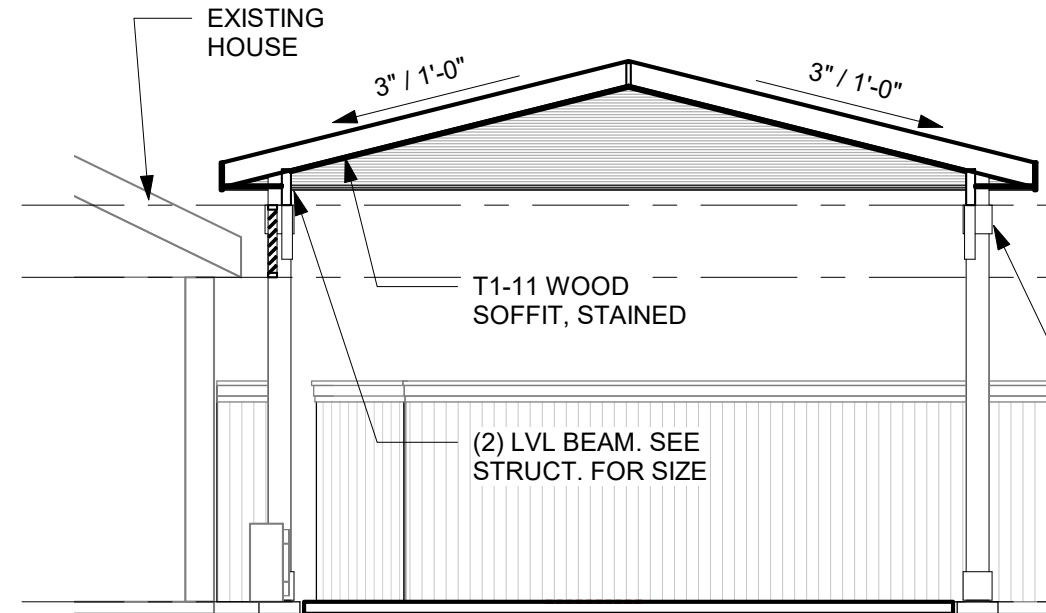 EXISTING
HOUSE
3" / 1'-0"
3" / 1'-0"
T1-11 WOOD
SOFFIT, STAINED
(2) LVL BEAM. SEE
STRUCT. FOR SIZE